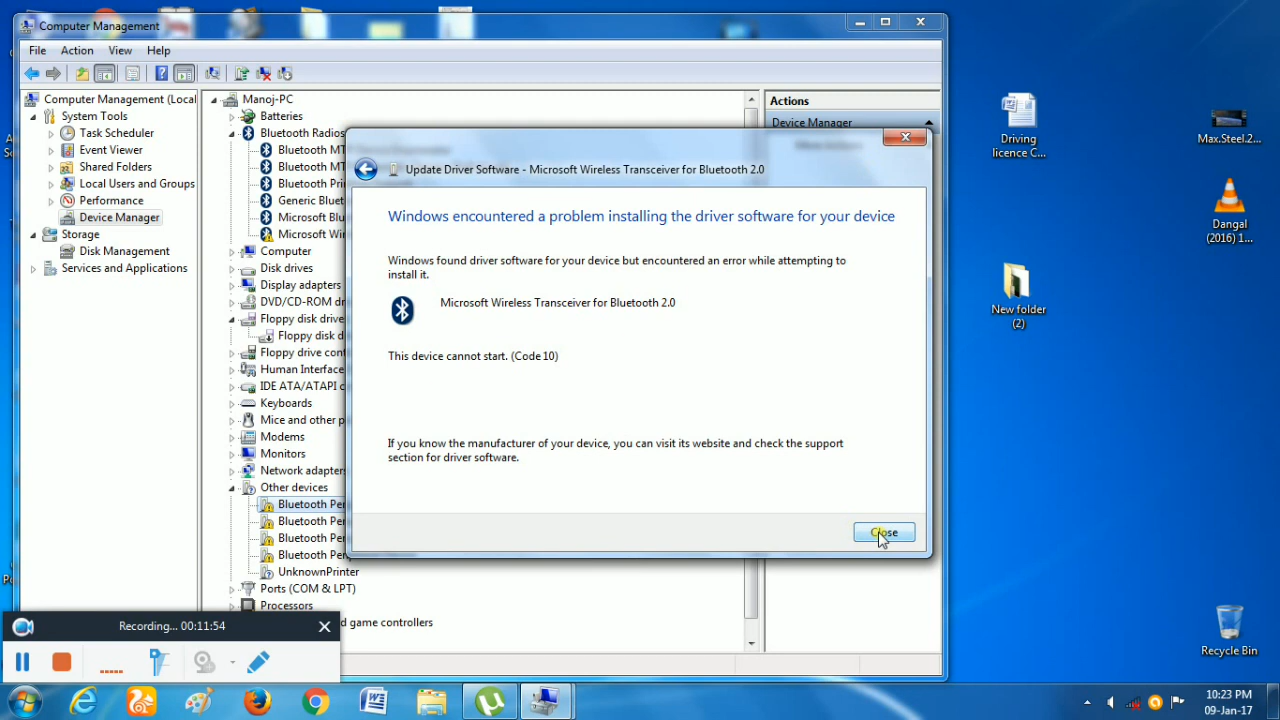 Computer Management
File Action View Help
Computer Management (Local
System Tools
Task Scheduler
Event Viewer
Shared Folders
Local Users and Groups
Performance
Device Manager
Storage
Disk Management
Services and Applications
Manoj-PC
Batteries
Bluetooth Radios
Bluetooth MT
Bluetooth MT
Bluetooth Pri
Generic Bluet
Microsoft Blu
Microsoft Wi
Computer
Disk drives
Display adapters
DVD/CD-ROM dr
Floppy disk drive
Floppy disk d
Floppy drive cont
Human Interface
IDE ATA/ATAPI c
Keyboards
Mice and other p
Modems
Monitors
Network adapters
Other devices
Bluetooth Per
Bluetooth Per
Bluetooth Per
Bluetooth Per
UnknownPrinter
Ports (COM & LPT)
Processors
d game controllers
Actions
Device Manager
Update Driver Software - Microsoft Wireless Transceiver for Bluetooth 2.0
Windows encountered a problem installing the driver software for your device
Windows found driver software for your device but encountered an error while attempting to
install it.
Microsoft Wireless Transceiver for Bluetooth 2.0
This device cannot start. (Code 10)
If you know the manufacturer of your device, you can visit its website and check the support
section for driver software.
Close
Driving
licence C...
Max.Steel.2...
Dangal
(2016) 1...
New folder
(2)
Recycle Bin
Recording... 00:11:54
10:23 PM
09-Jan-17